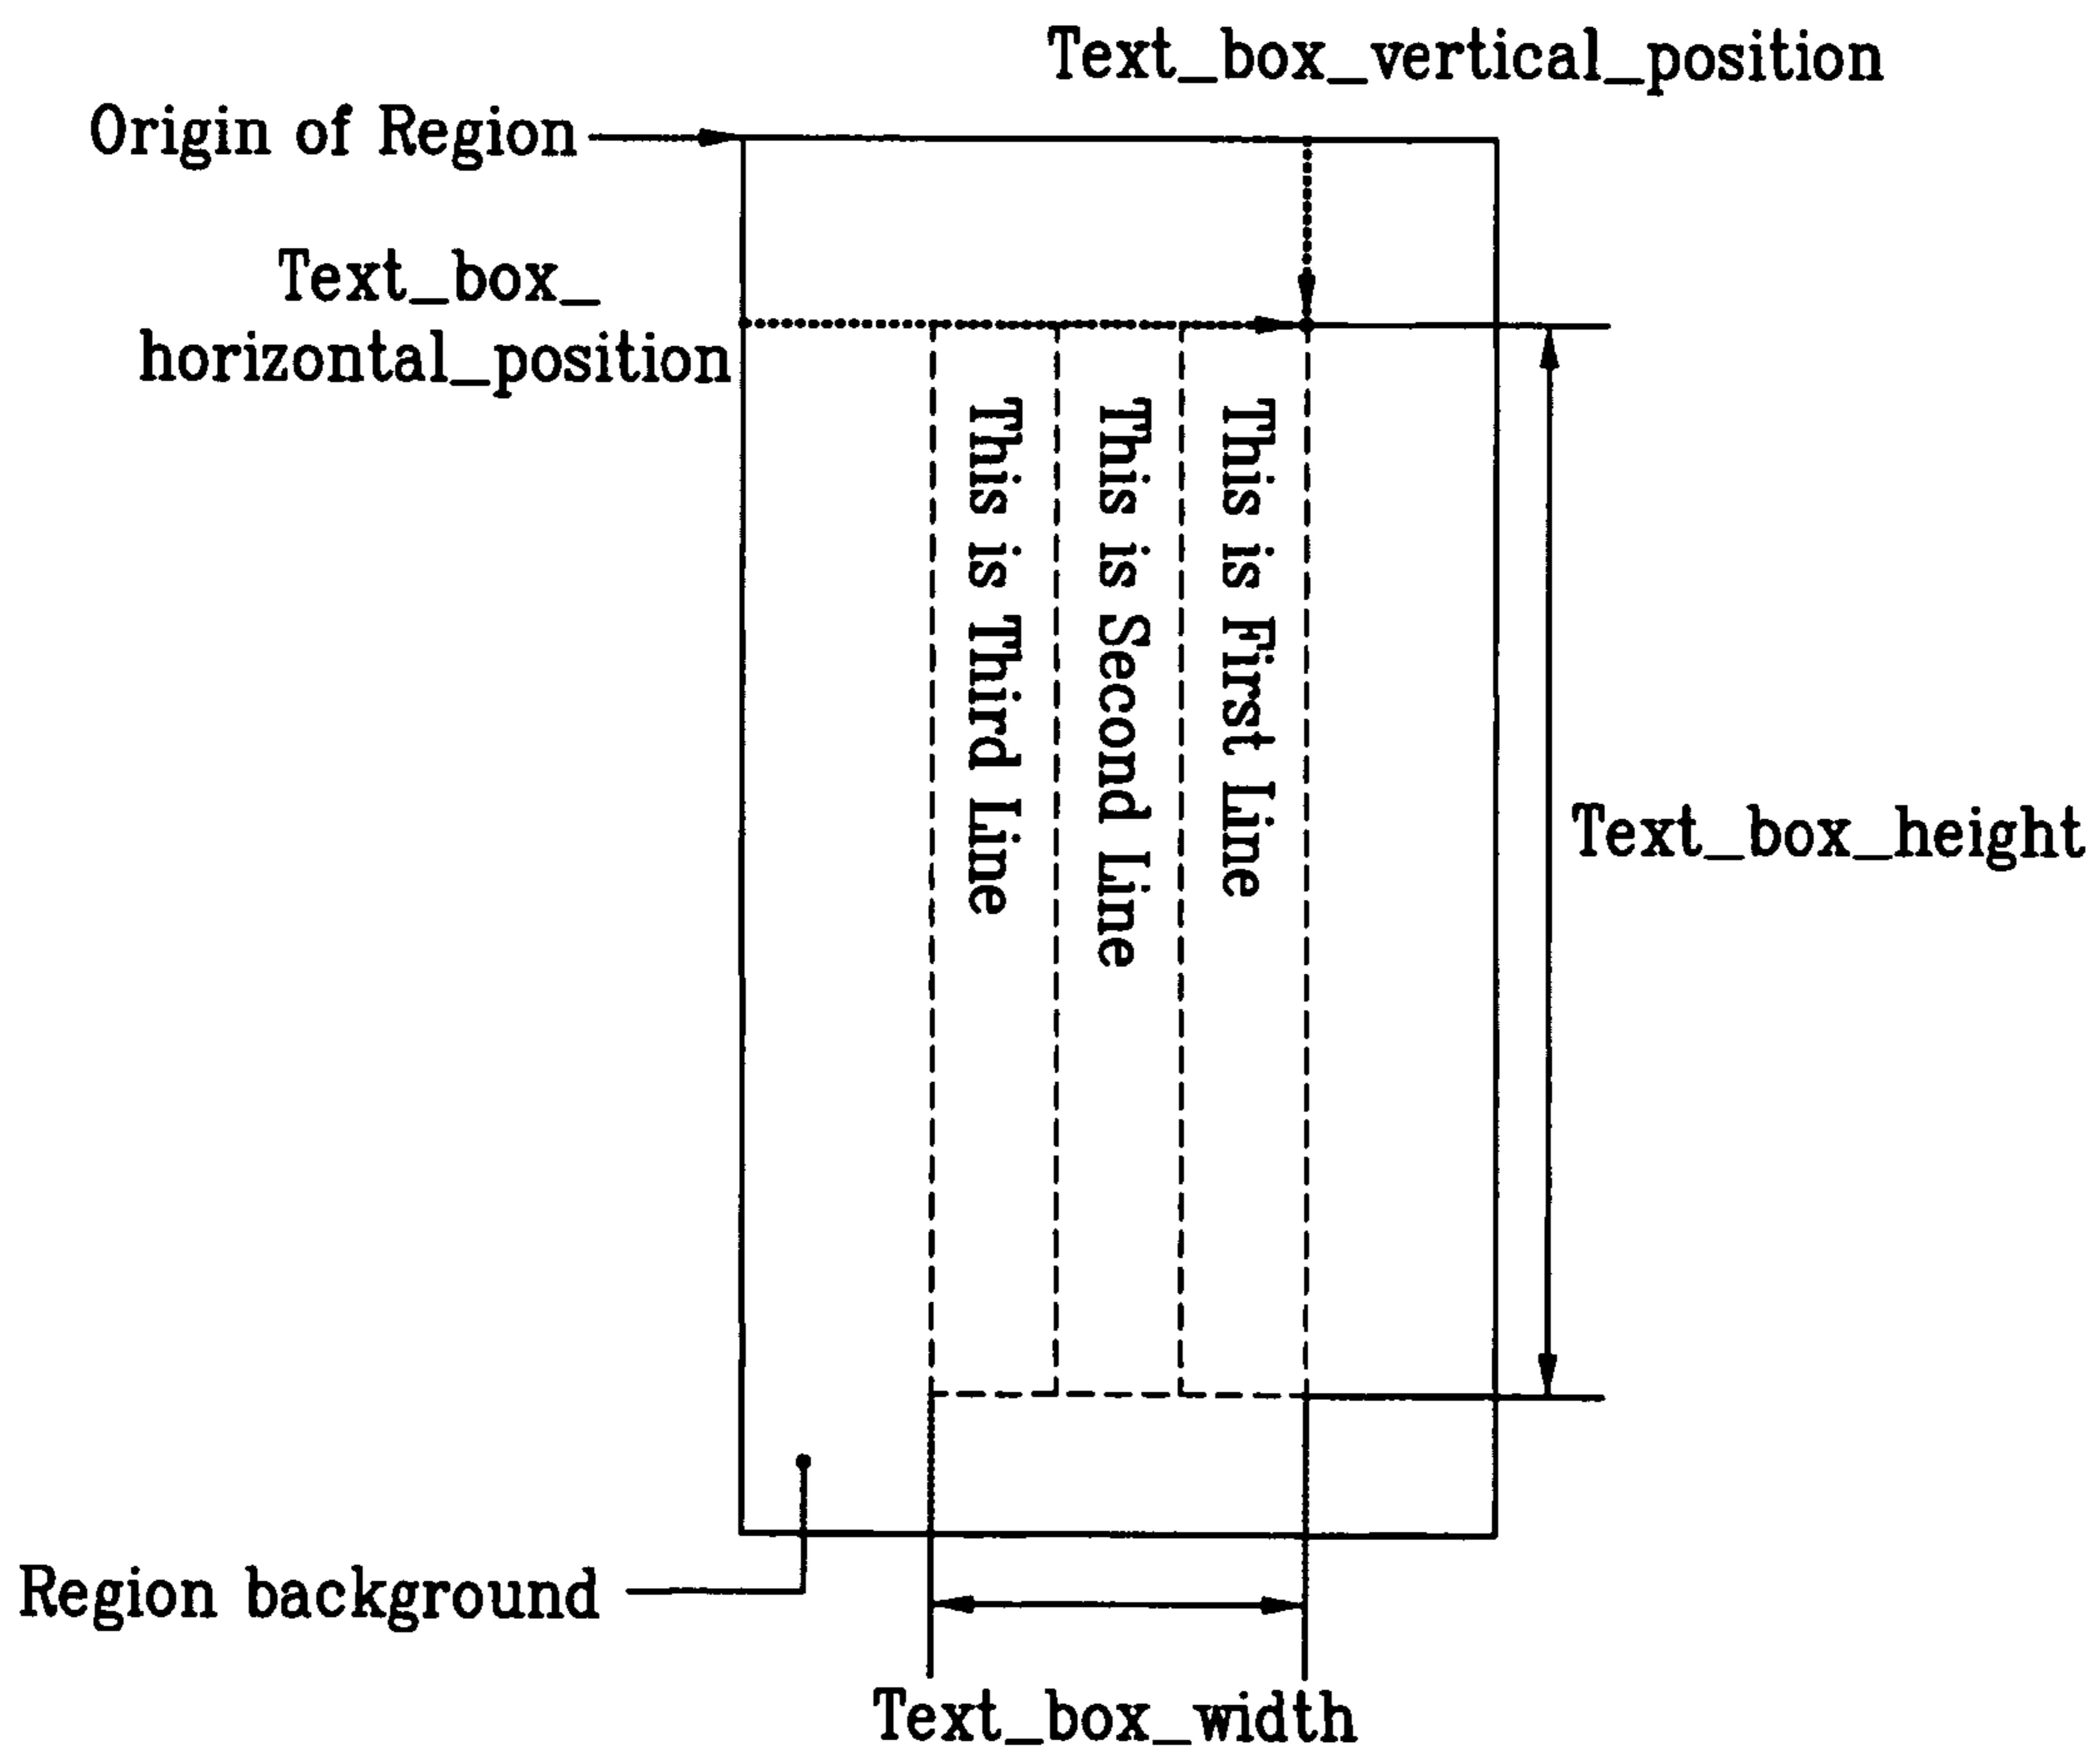 Text_box_vertical_position
Origin of Region
Text_box_
horizontal_position
This is First Line
This is Second Line
This is Third Line
Text_box_height
Region background
Text_box_width